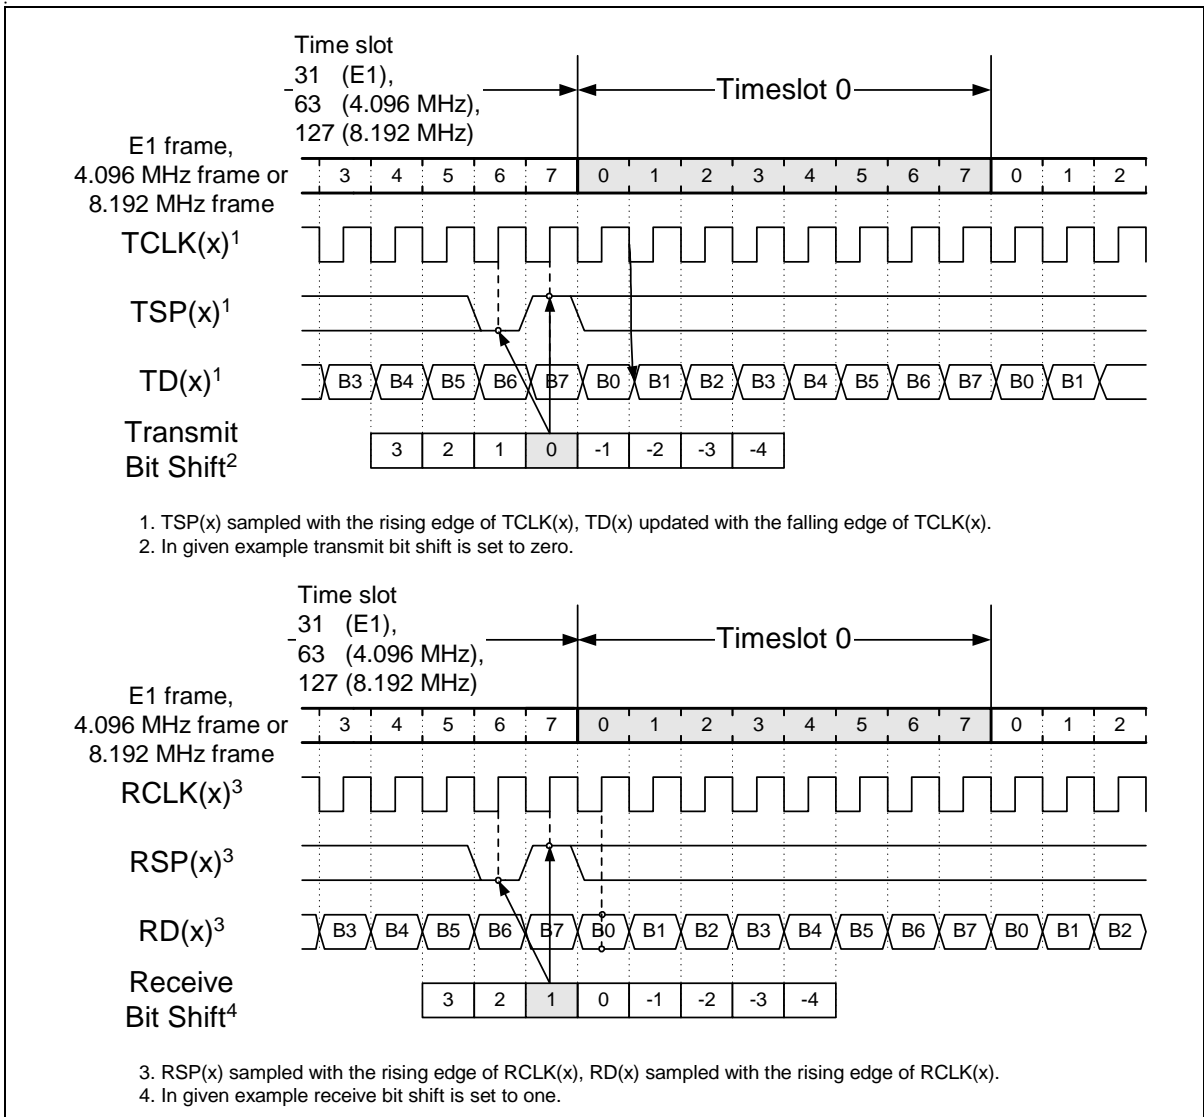 Time slot
31 (E1),
63 (4.096 MHz),
127 (8.192 MHz)
Timeslot 0
E1 frame,
4.096 MHz frame or
8.192 MHz frame
3 4 5 6 7 0 1 2 3 4 5 6 7 0 1 2
TCLK(x)1
TSP(x)1
TD(x)1
B3 B4 B5 B6 B7 B0 B1 B2 B3 B4 B5 B6 B7 B0 B1
Transmit
Bit Shift2
3 2 1 0 -1 -2 -3 -4
1. TSP(x) sampled with the rising edge of TCLK(x), TD(x) updated with the falling edge of TCLK(x).
2. In given example transmit bit shift is set to zero.
Time slot
31 (E1),
63 (4.096 MHz),
127 (8.192 MHz)
Timeslot 0
E1 frame,
4.096 MHz frame or
8.192 MHz frame
3 4 5 6 7 0 1 2 3 4 5 6 7 0 1 2
RCLK(x)3
RSP(x)3
RD(x)3
B3 B4 B5 B6 B7 B0 B1 B2 B3 B4 B5 B6 B7 B0 B1 B2
Receive
Bit Shift4
3 2 1 0 -1 -2 -3 -4
3. RSP(x) sampled with the rising edge of RCLK(x), RD(x) sampled with the rising edge of RCLK(x).
4. In given example receive bit shift is set to one.